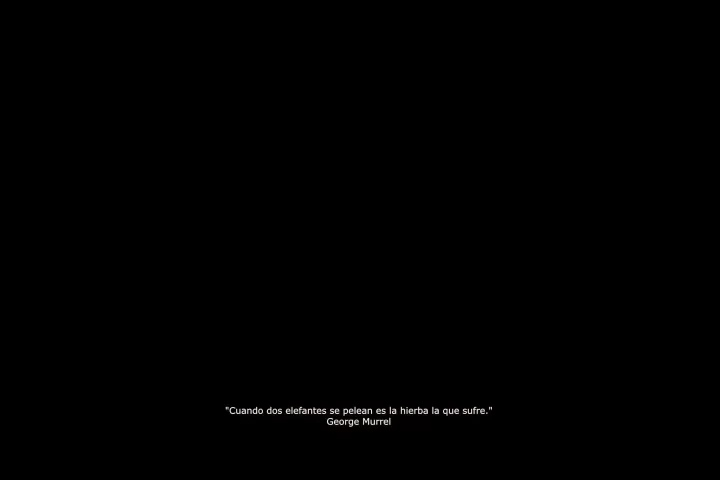 "Cuando dos elefantes se pelean es la hierba la que sufre."
George Murrel